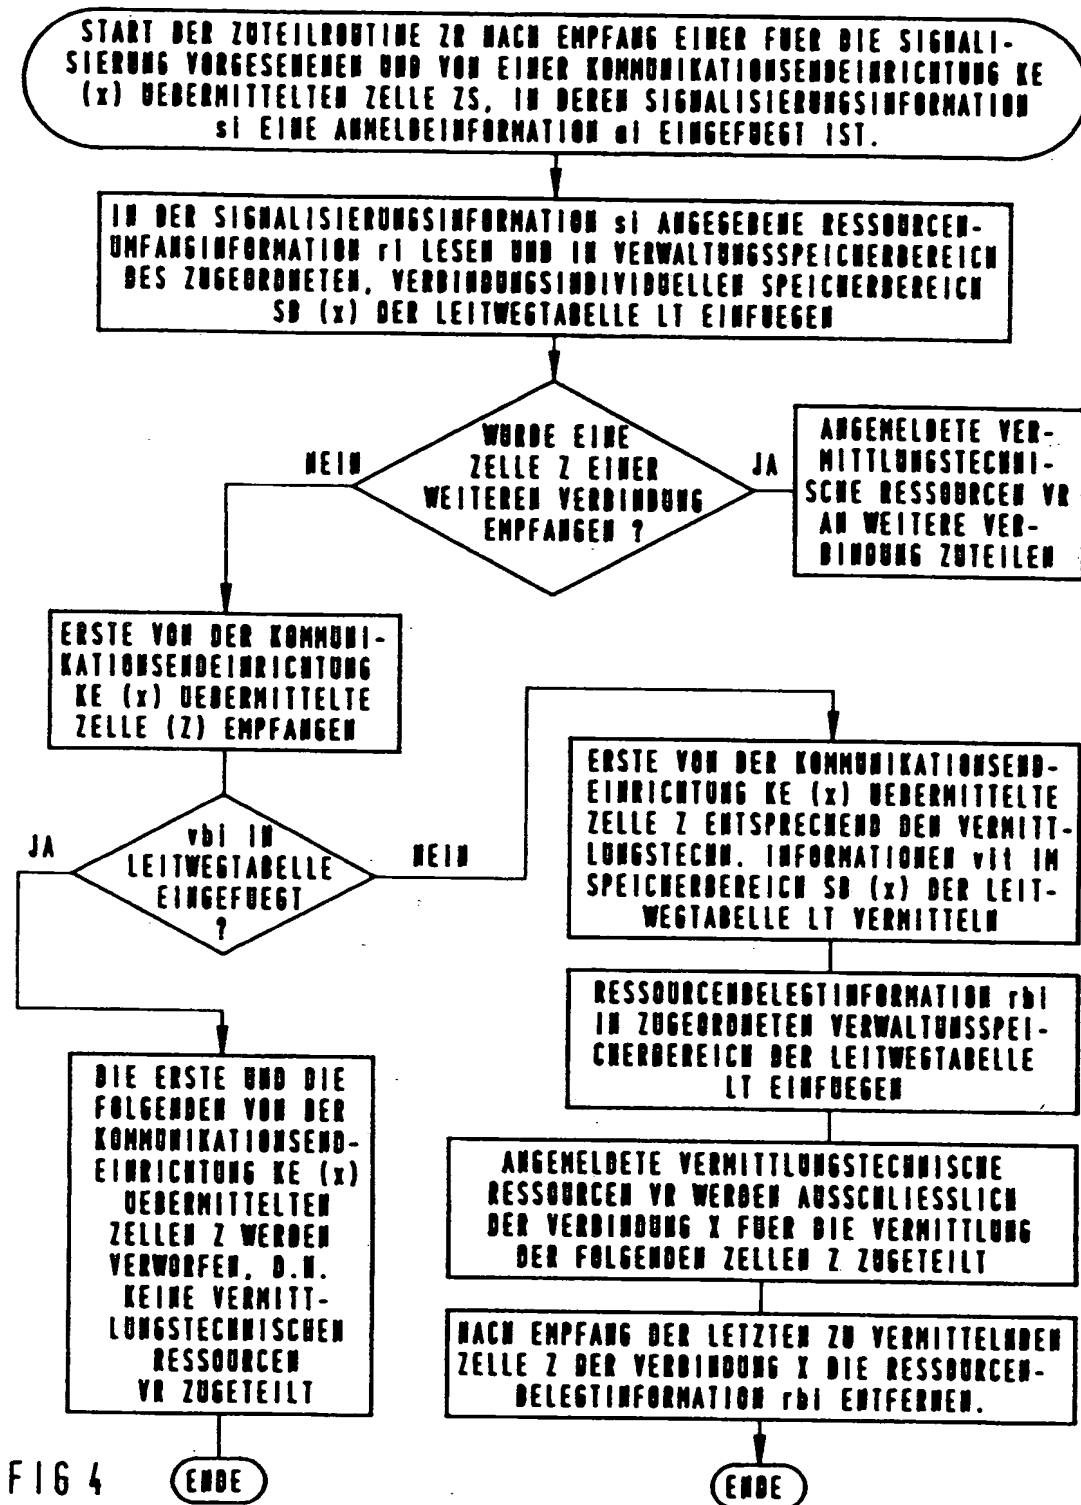 START DER ZUTEILROUTINE ZR NACH EMPFANG EINER FUER DIE SIGNALI-
SIERUNG VORGESEHENEN UND VON EINER KOMMUNIKATIONSENDEINRICHTUNG KE
(x) UEBERMITTELTEN ZELLE ZS, IN DEREN SIGNALISIERUNGSINFORMATION
si EINE ANMELDEINFORMATION ai EINGEFUEGT IST.
IN DER SIGNALISIERUNGSINFORMATION si ANGEGEBENE RESSOURCEN-
UMFANGINFORMATION ri LESEN UND IN VERWALTUNGSSPEICHERBEREICH
DES ZUGEORDNETEN, VERBINDUNGSINDIVIDUELLEN SPEICHERBEREICH
SB (x) DER LEITWEGTABELLE LT EINFUEGEN
WURDE EINE
ZELLE Z EINER
WEITEREN VERBINDUNG
EMPFANGEN ?
NEIN
JA
ANGEMELDETE VER-
MITTLUNGSTECHNI-
SCHE RESSOURCEN VR
AN WEITERE VER-
BINDUNG ZUTEILEN
ERSTE VON DER KOMMUNI-
KATIONSENDEINRICHTUNG
KE (x) UEBERMITTELTE
ZELLE (Z) EMPFANGEN
vbi IN
LEITWEGTABELLE
EINGEFUEGT
?
JA
NEIN
ERSTE VON DER KOMMUNIKATIONSEND-
EINRICHTUNG KE (x) UEBERMITTELTE
ZELLE Z ENTSPRECHEND DEN VERMITT-
LUNGSTECHN. INFORMATIONEN vit IM
SPEICHERBEREICH SB (x) DER LEIT-
WEGTABELLE LT VERMITTELN
RESSOURCENBELEGTINFORMATION rbi
IN ZUGEORDNETEN VERWALTUNSSPEI-
CHERBEREICH DER LEITWEGTABELLE
LT EINFUEGEN
DIE ERSTE UND DIE
FOLGENDEN VON DER
KOMMUNIKATIONSEND-
EINRICHTUNG KE (x)
UEBERMITTELTEN
ZELLEN Z WERDEN
VERWORFEN, D.H.
KEINE VERMITT-
LUNGSTECHNISCHEN
RESSOURCEN
VR ZUGETEILT
ANGEMELDETE VERMITTLUNGSTECHNISCHE
RESSOURCEN VR WERDEN AUSSCHLIESSLICH
DER VERBINDUNG X FUER DIE VERMITTLUNG
DER FOLGENDEN ZELLEN Z ZUGETEILT
NACH EMPFANG DER LETZTEN ZU VERMITTELNDEN
ZELLE Z DER VERBINDUNG X DIE RESSOURCEN-
BELEGTINFORMATION rbi ENTFERNEN.
FIG 4
ENDE
ENDE